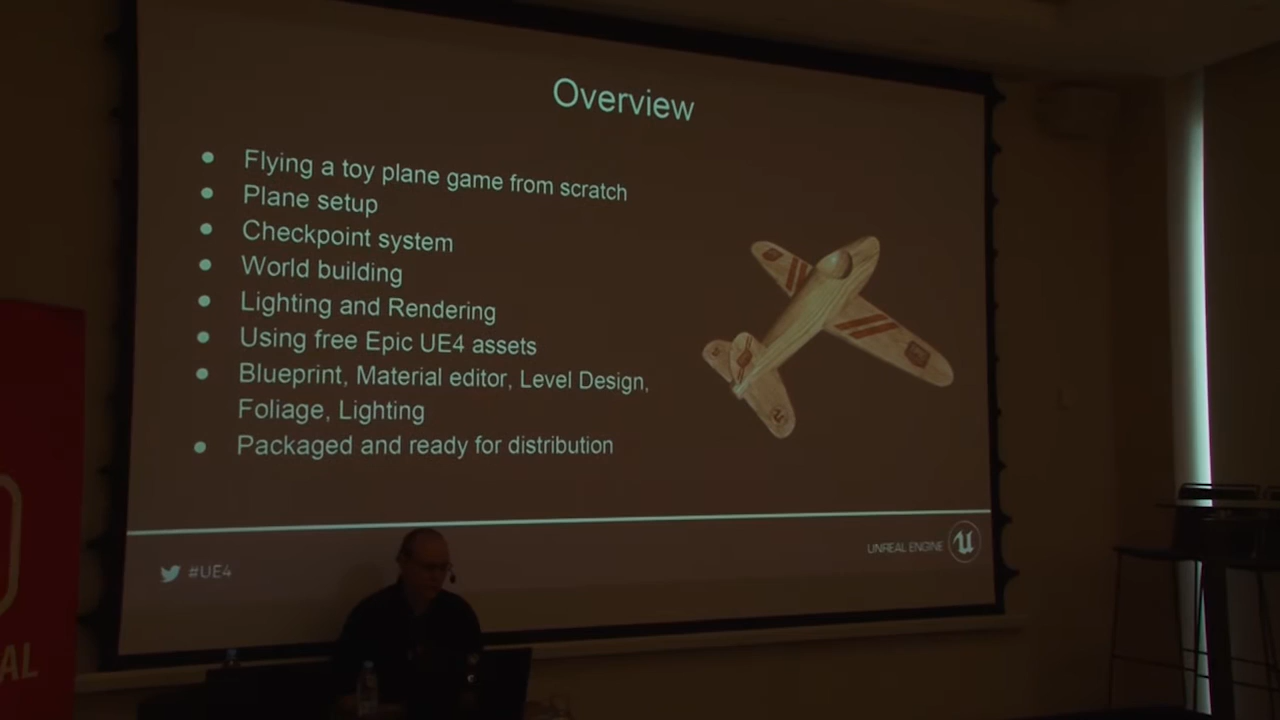 Overview
● Flying a toy plane game from scratch
● Plane setup
● Checkpoint system
● World building
● Lighting and Rendering
● Using free Epic UE4 assets
● Blueprint, Material editor, Level Design,
Foliage, Lighting
● Packaged and ready for distribution
#UE4
UNREAL ENGINE
AL